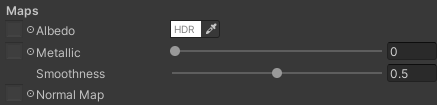 Maps
Albedo HDR
Metallic 0
Smoothness 0.5
Normal Map